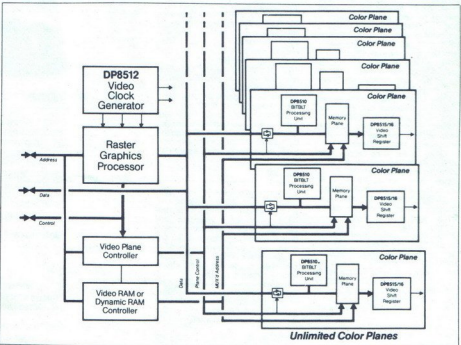 Color Plane
Color Plane
Color Plane
Color Plane
Color Plane
DP8512
Video
Clock
Generator
DP8510
BITBLT
Processing
Unit
Memory
Plane
DP8515/16
Video
Shift
Register
Raster
Graphics
Processor
Address
Data
Control
Color Plane
DP8510
BITBLT
Processing
Unit
Memory
Plane
DP8515/16
Video
Shift
Register
Video Plane
Controller
Video RAM or
Dynamic RAM
Controller
Data
Plane Control
MUX'd Address
Color Plane
DP8510
BITBLT
Processing
Unit
Memory
Plane
DP8515/16
Video
Shift
Register
Unlimited Color Planes